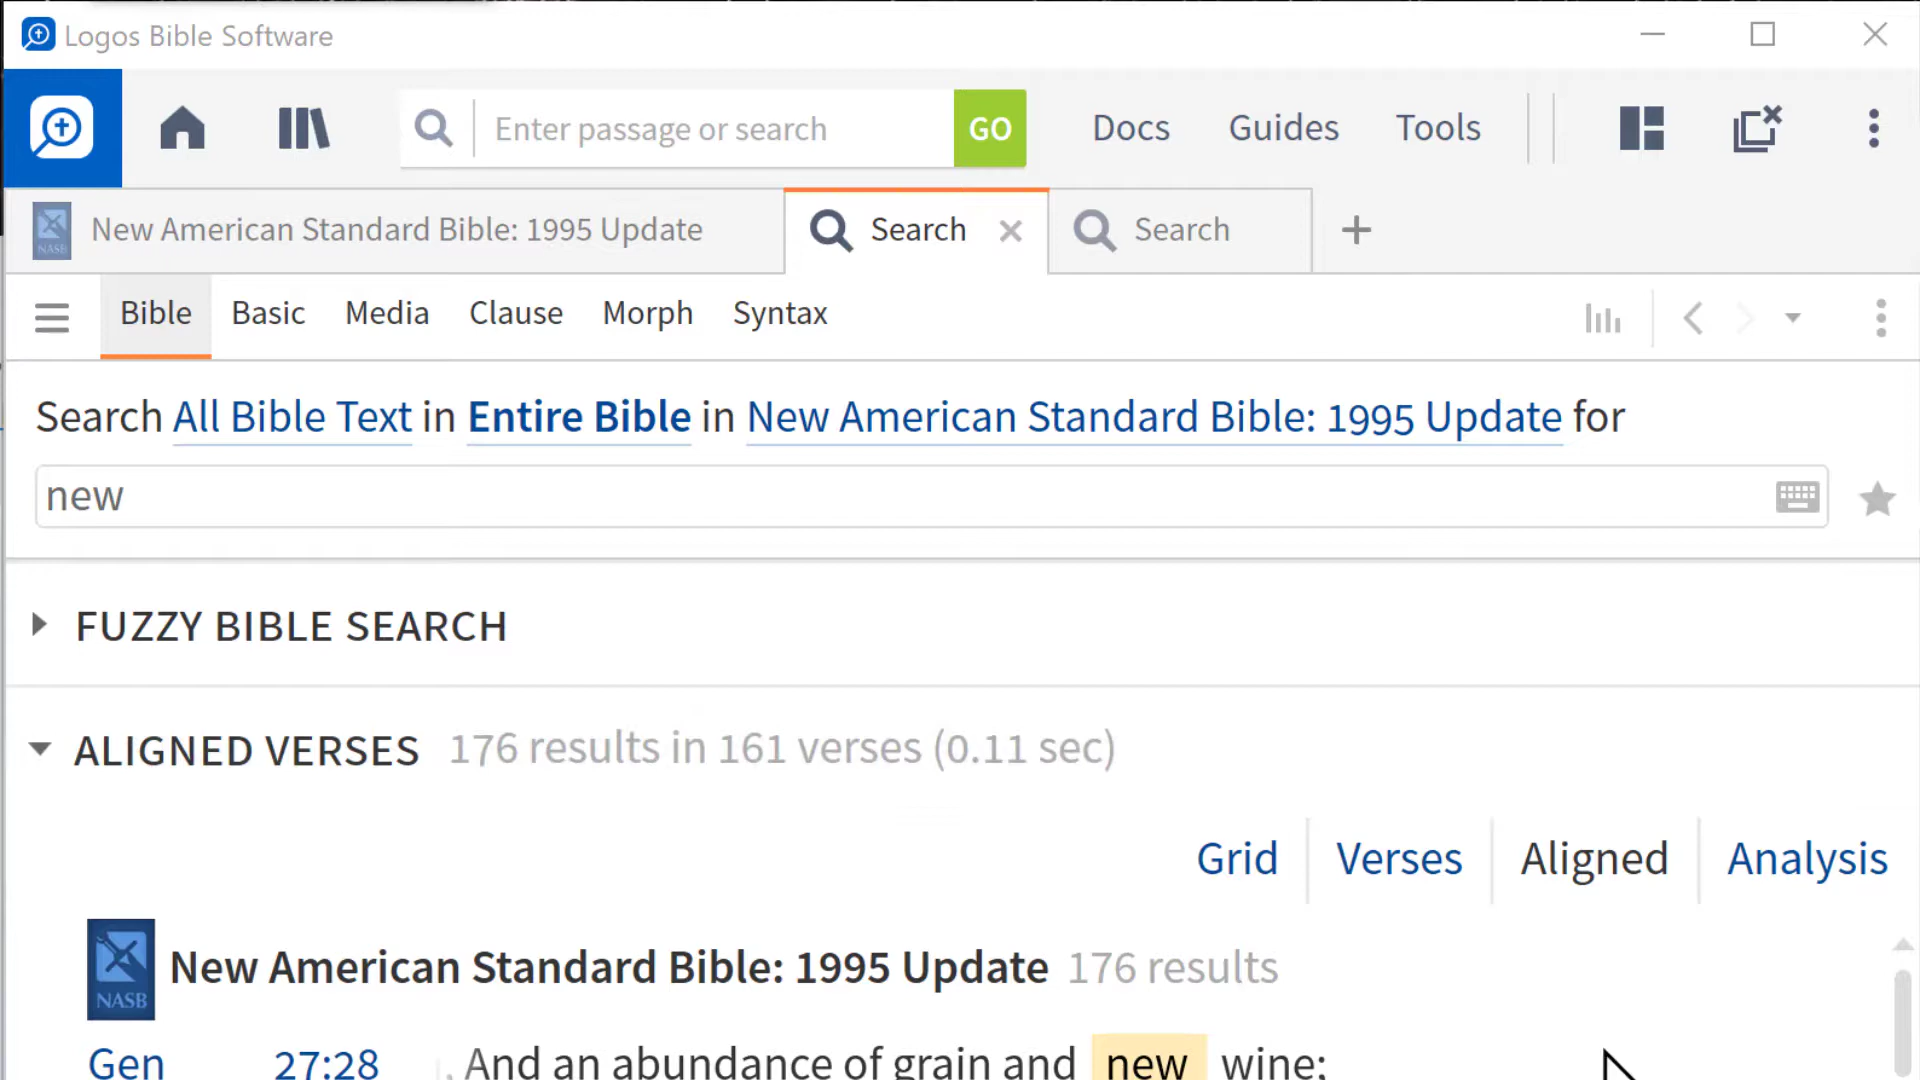 Logos Bible Software
Enter passage or search GO Docs Guides Tools
NASB New American Standard Bible: 1995 Update Search Search
Bible Basic Media Clause Morph Syntax
Search All Bible Text in Entire Bible in New American Standard Bible: 1995 Update for
new
FUZZY BIBLE SEARCH
ALIGNED VERSES 176 results in 161 verses (0.11 sec)
Grid Verses Aligned Analysis
NASB New American Standard Bible: 1995 Update 176 results
Gen 27:28 , And an abundance of grain and new wine;